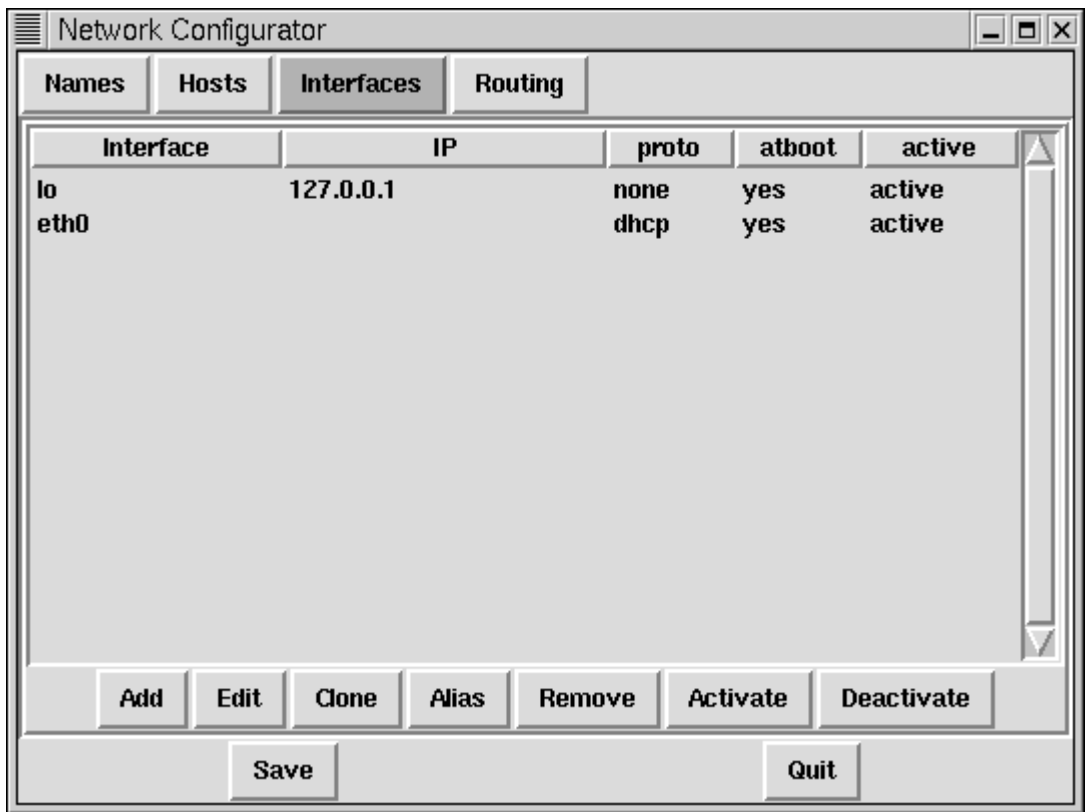 Network Configurator
Names Hosts Interfaces Routing
Interface IP proto atboot active
lo 127.0.0.1 none yes active
eth0 dhcp yes active
Add Edit Clone Alias Remove Activate Deactivate
Save Quit